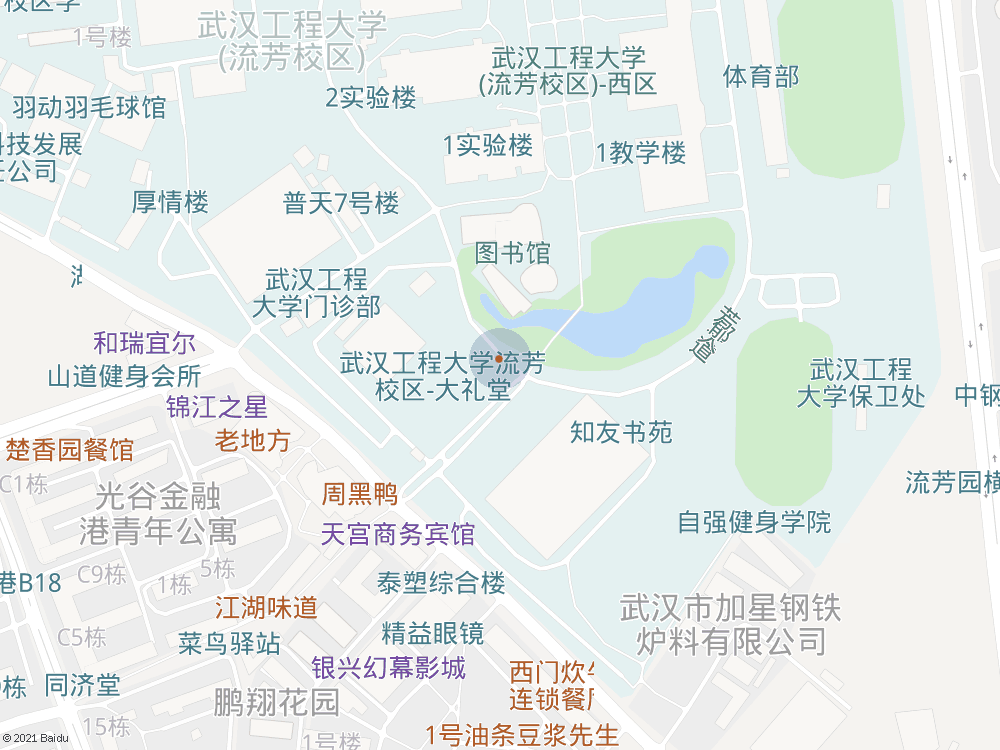 校区学
1号楼
武汉工程大学
(流芳校区)
武汉工程大学
(流芳校区)-西区
体育部
2实验楼
羽动羽毛球馆
科技发展
任公司
1实验楼
1教学楼
厚情楼
普天7号楼
图书馆
武汉工程
大学门诊部
和瑞宜尔
山道健身会所
武汉工程大学流芳
校区-大礼堂
武汉工程
大学保卫处
中钢
锦江之星
老地方
知友书苑
楚香园餐馆
C1栋
光谷金融
港青年公寓
周黑鸭
流芳园横
天宫商务宾馆
自强健身学院
港B18
C9栋
5栋
1栋
泰塑综合楼
江湖味道
武汉市加星钢铁
炉料有限公司
C5栋
菜鸟驿站
精益眼镜
银兴幻幕影城
西门炊
连锁餐厅
栋
同济堂
鹏翔花园
15栋
1号楼
1号油条豆浆先生
© 2021 Baidu